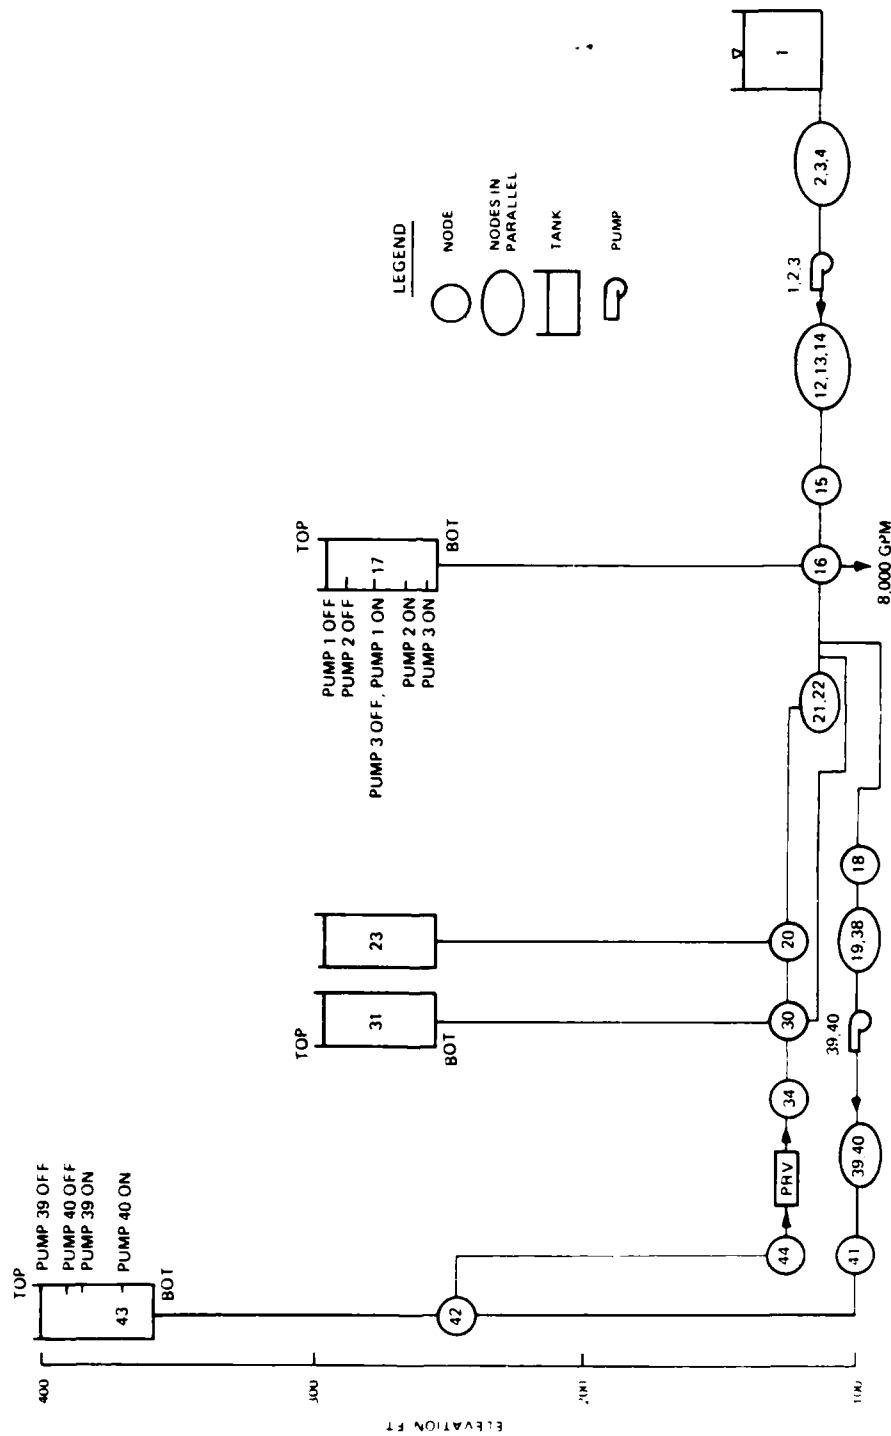 TOP
PUMP 39 OFF
PUMP 40 OFF
PUMP 39 ON
PUMP 40 ON
43
BOT
400
300
200
100
ELEVATION FT
42
44
PRV
34
41
39,40
39,40
TOP
31
BOT
23
30
20
19,38
18
TOP
PUMP 1 OFF
PUMP 2 OFF
PUMP 3 OFF, PUMP 1 ON
PUMP 2 ON
PUMP 3 ON
17
BOT
21,22
16
8,000 GPM
15
12,13,14
1,2,3
2,3,4
1
LEGEND
NODE
NODES IN
PARALLEL
TANK
PUMP